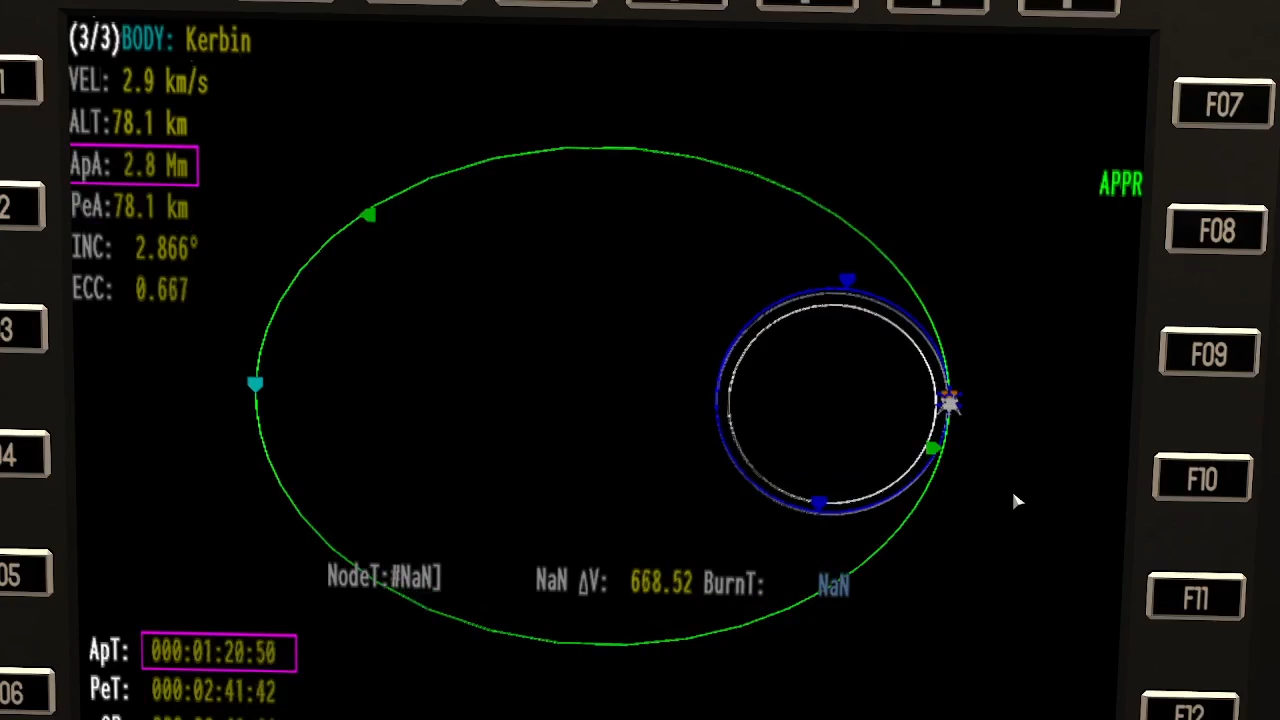 (3/3)BODY: Kerbin
VEL: 2.9 km/s
ALT:78.1 km
ApA: 2.8 Mm
PeA:78.1 km
INC: 2.866°
ECC: 0.667
APPR
NodeT:#NaN] NaN ΔV: 668.52 BurnT: NaN
ApT: 000:01:20:50
PeT: 000:02:41:42
1
2
3
04
05
06
F07
F08
F09
F10
F11
F12